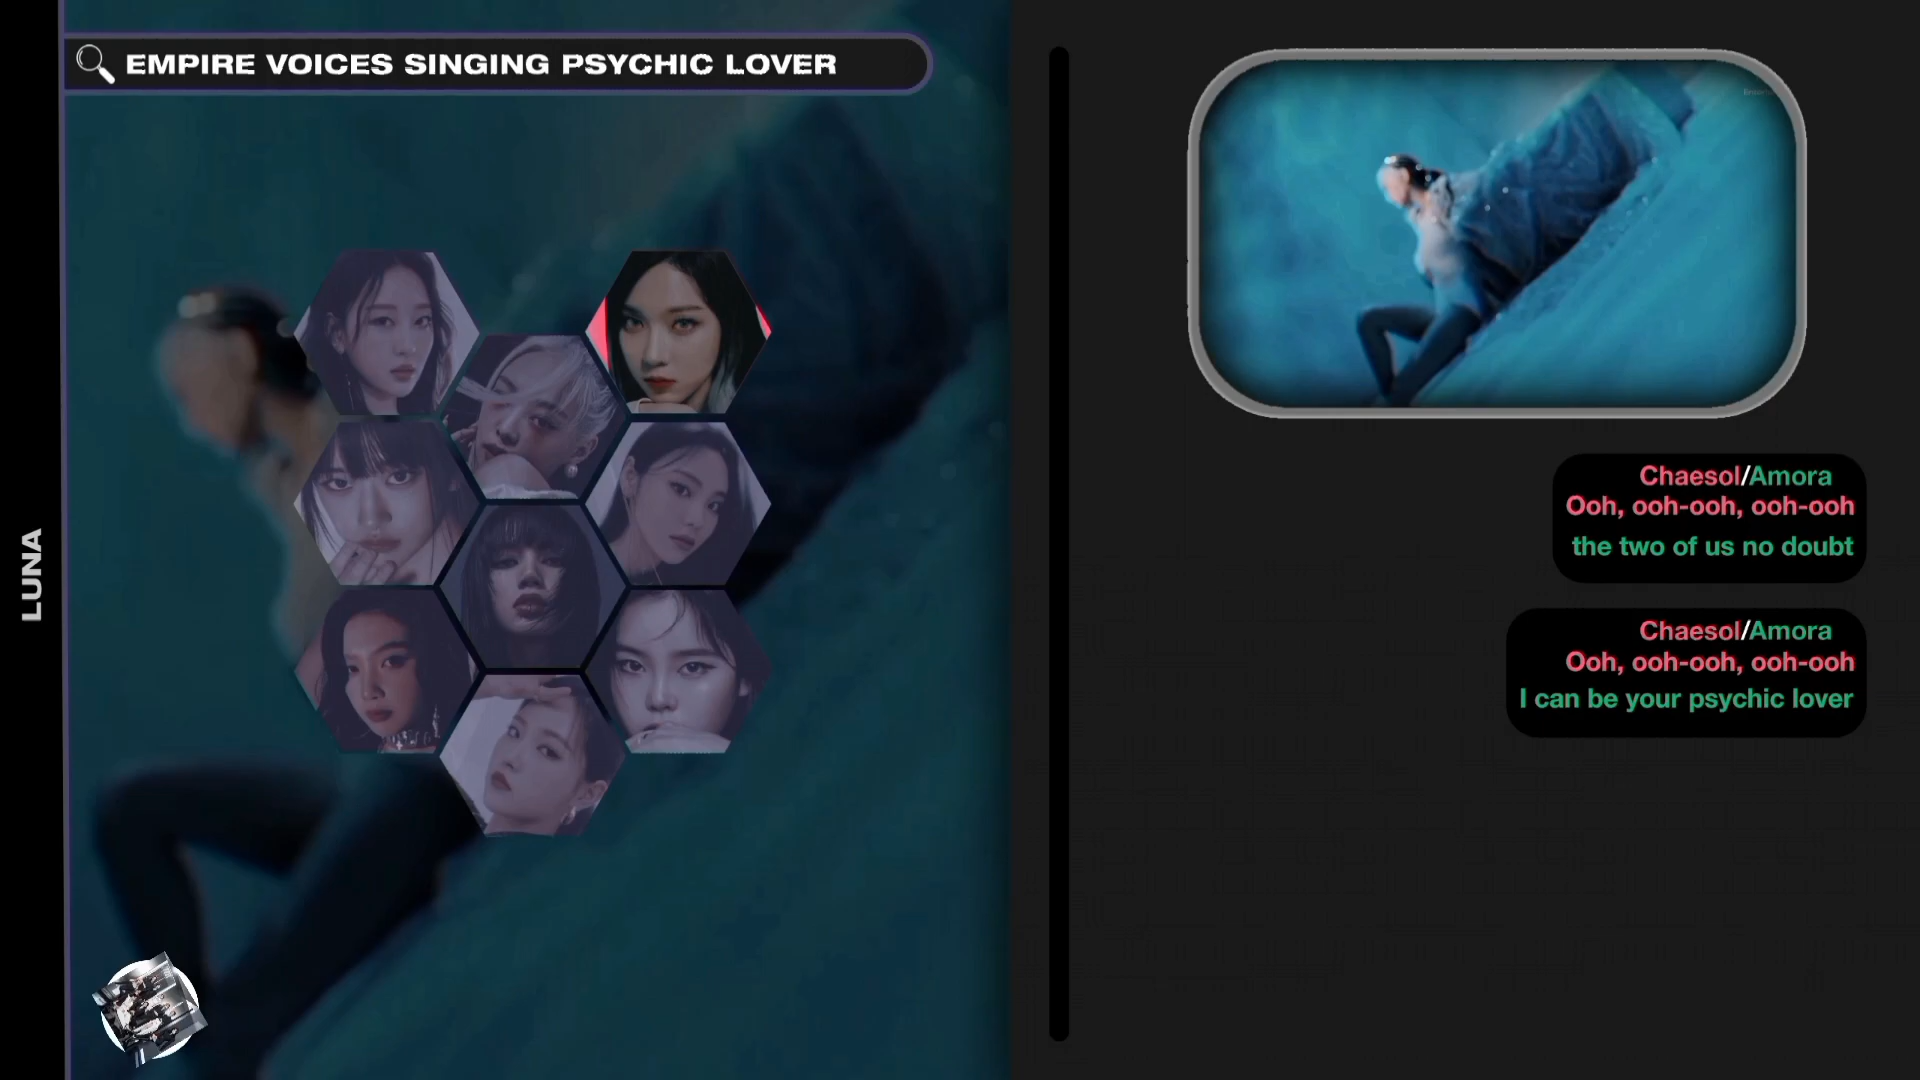 EMPIRE VOICES SINGING PSYCHIC LOVER
LUNA
Chaesol/Amora
Ooh, ooh-ooh, ooh-ooh
the two of us no doubt
Chaesol/Amora
Ooh, ooh-ooh, ooh-ooh
I can be your psychic lover